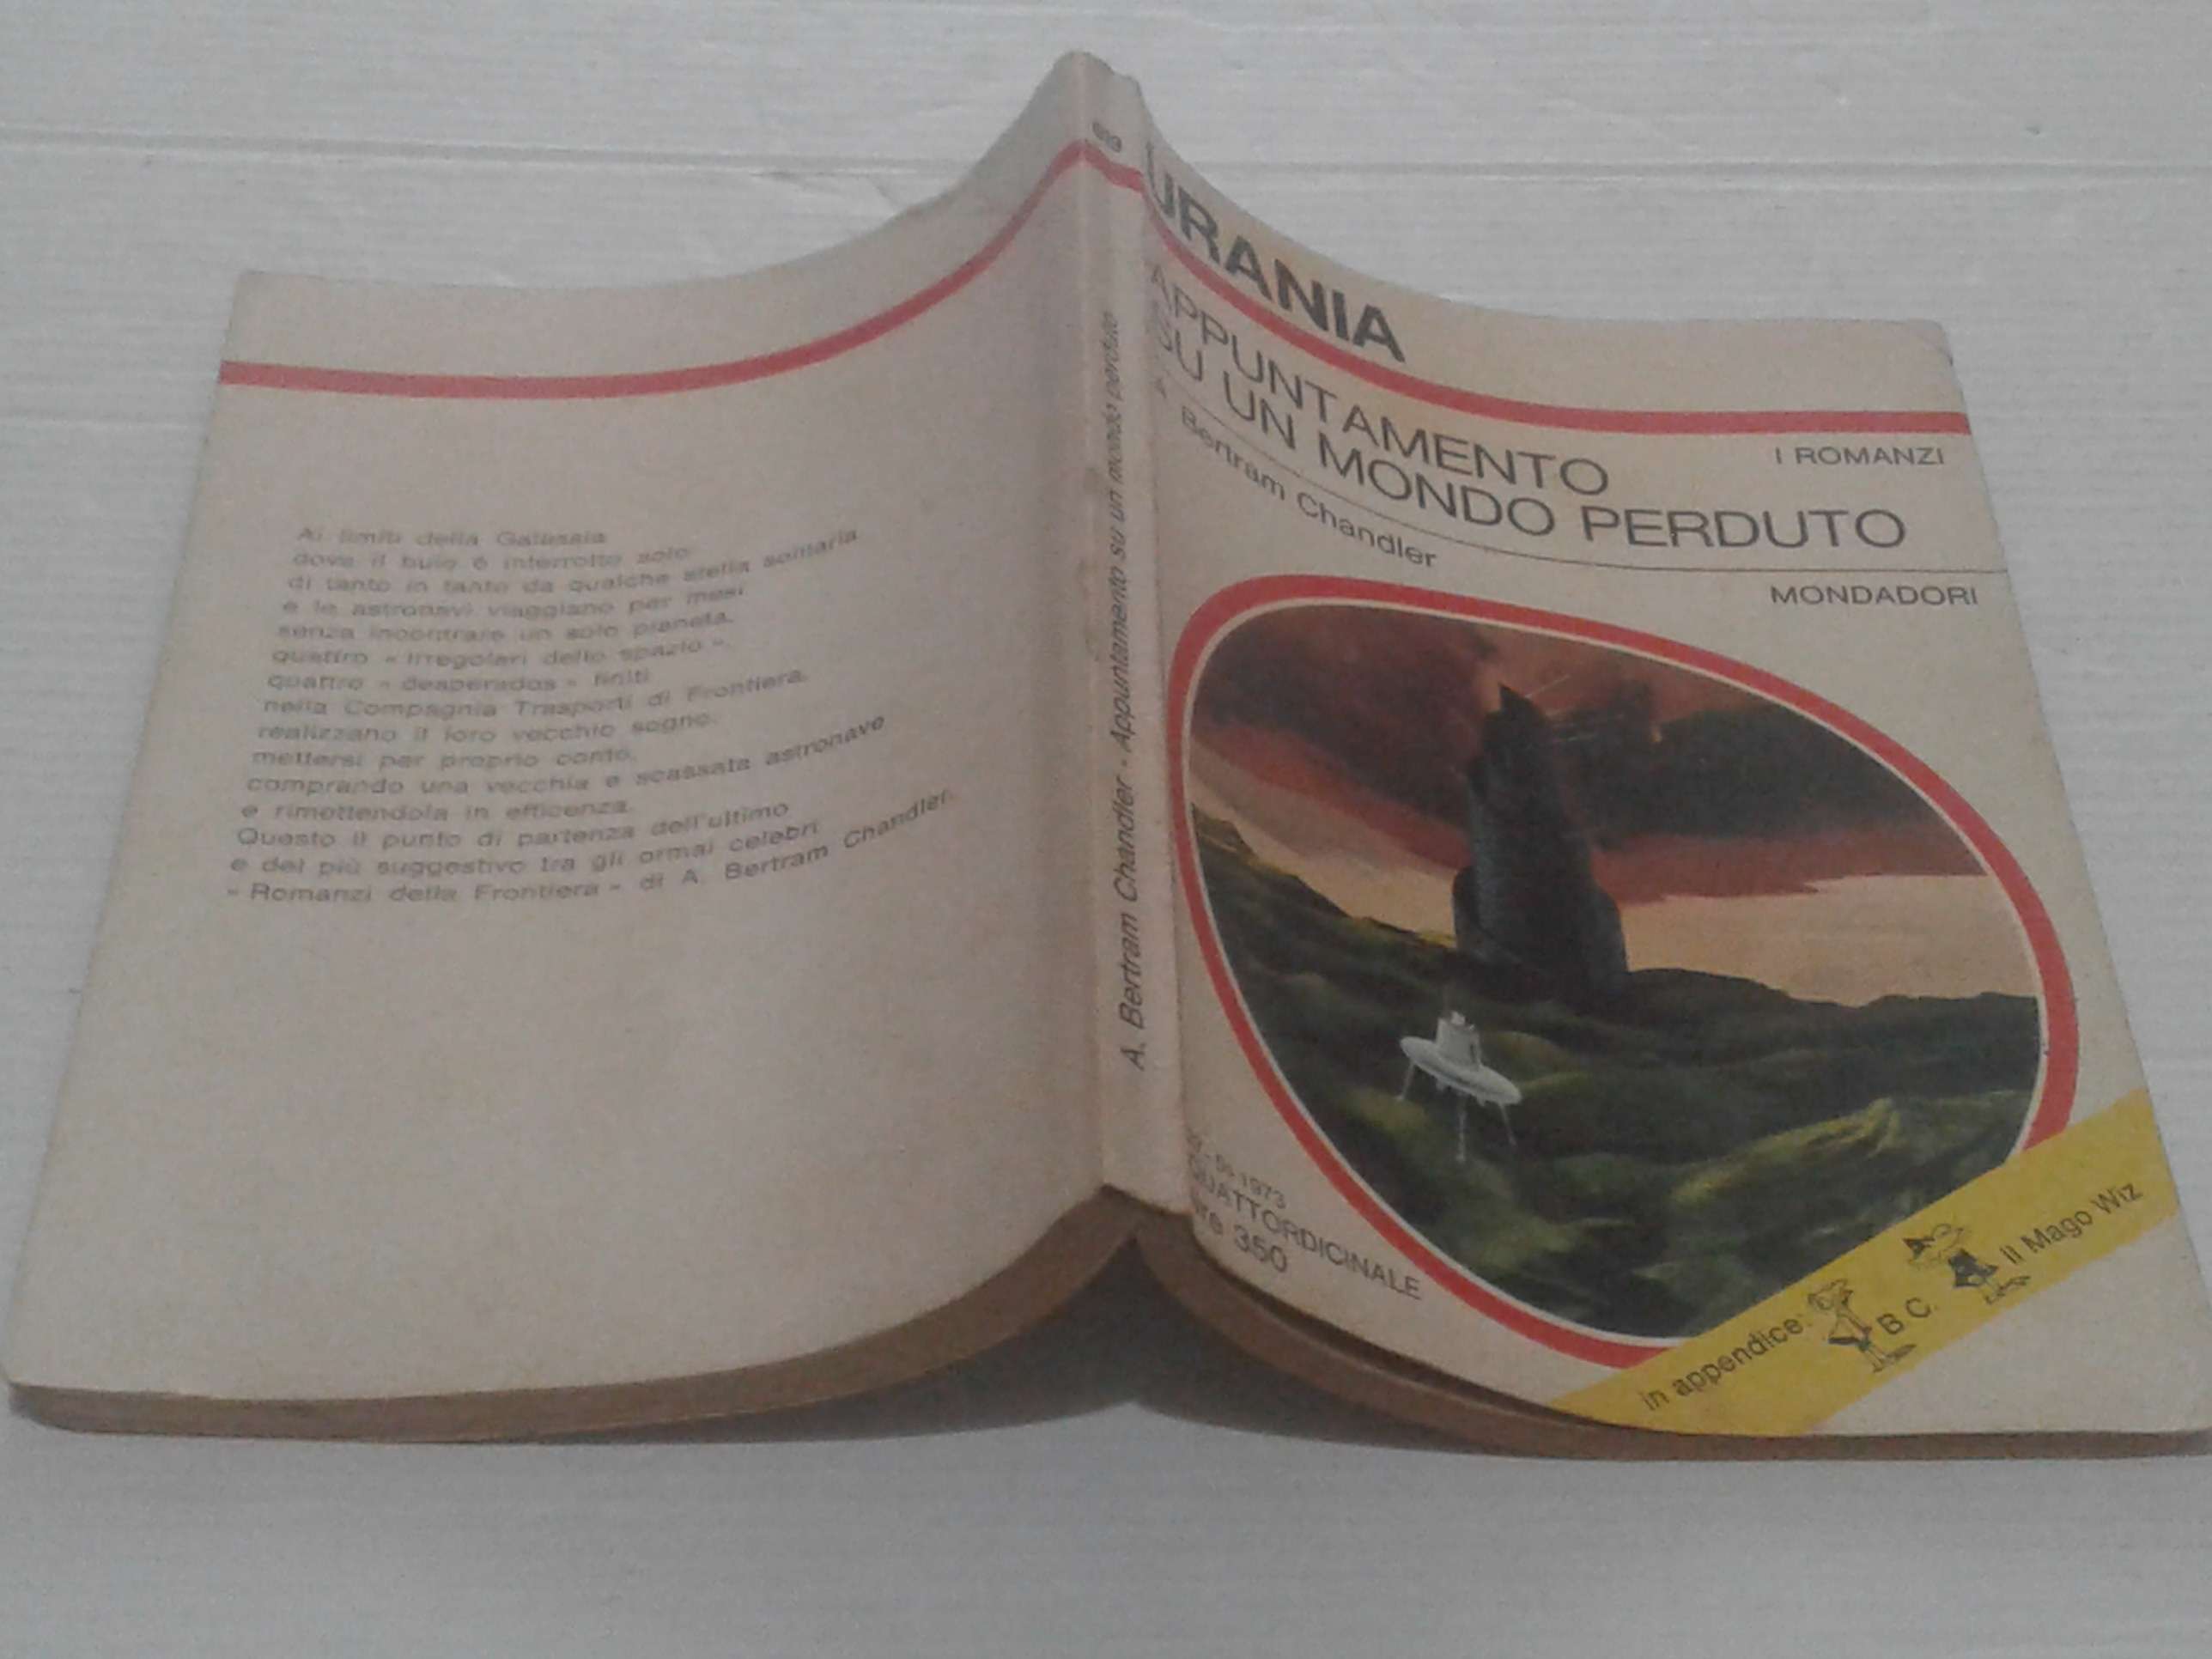 Ai limiti della Galassia
dove il buio è interrotto solo
di tanto in tanto da qualche stella solitaria
e le astronavi viaggiano per mesi
senza incontrare un solo pianeta,
quattro « irregolari dello spazio »,
quattro « desperados » finiti
nella Compagnia Trasporti di Frontiera,
realizzano il loro vecchio sogno:
mettersi per proprio conto,
comprando una vecchia e scassata astronave
e rimettendola in efficenza.
Questo il punto di partenza dell'ultimo
e del più suggestivo tra gli ormai celebri
« Romanzi della Frontiera » di A. Bertram Chandler.
A. Bertram Chandler - Appuntamento su un mondo perduto
URANIA
APPUNTAMENTO
SU UN MONDO PERDUTO
I ROMANZI
A. Bertram Chandler
MONDADORI
1973
QUATTORDICINALE
lire 350
in appendice: B.C. Il Mago Wiz